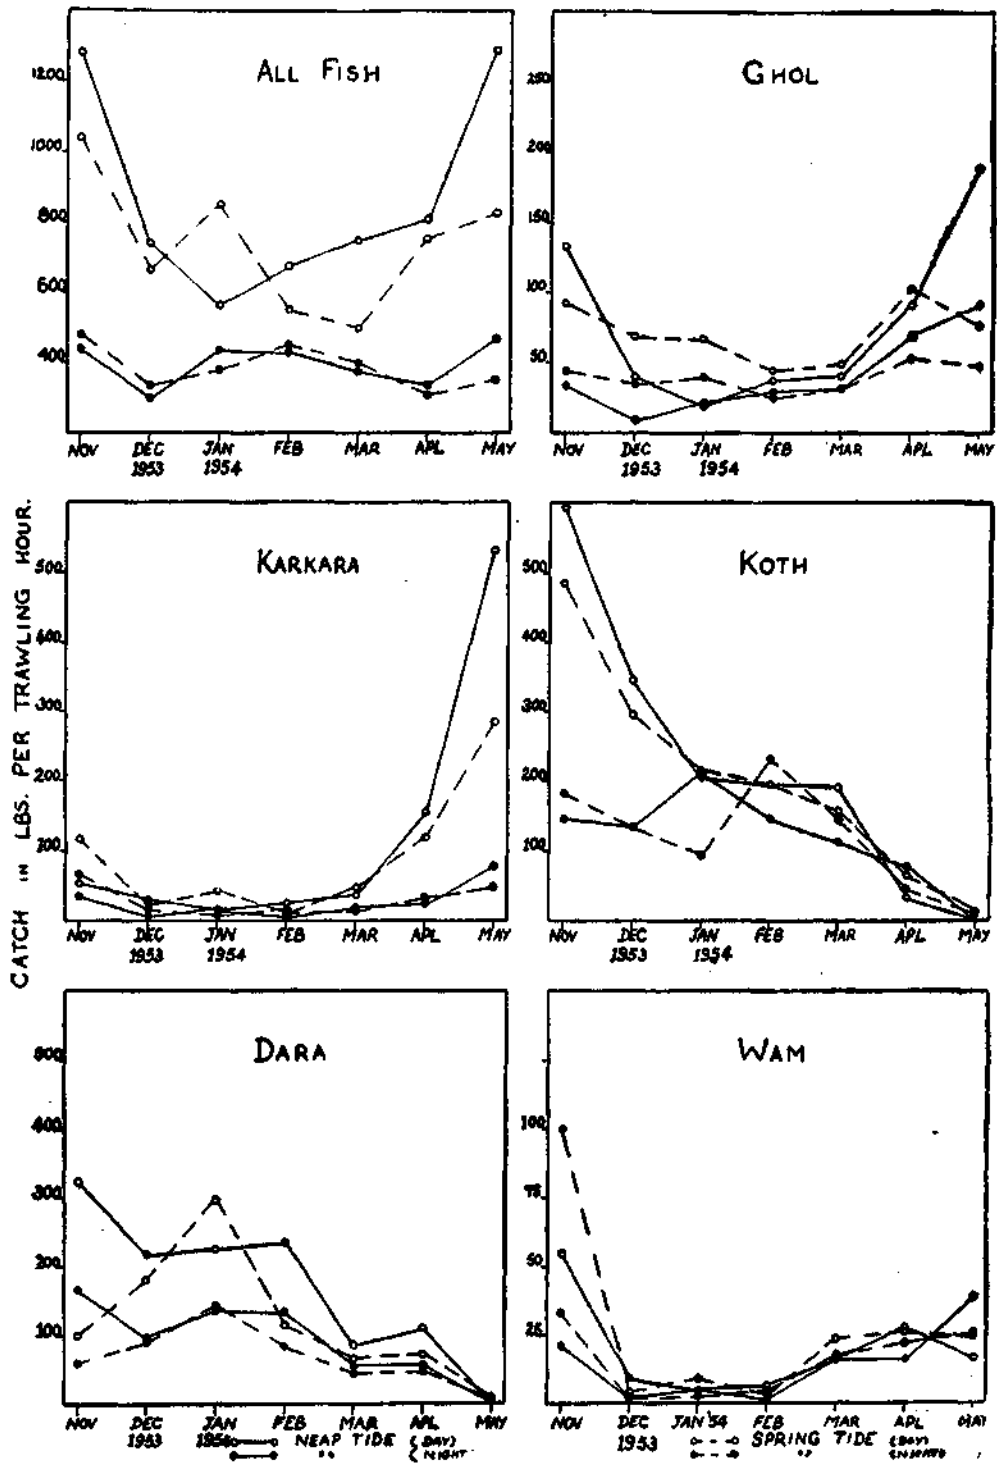 ALL FISH
1200
1000
800
600
400
NOV DEC JAN FEB MAR APL MAY
1953 1954
GHOL
250
200
150
100
50
NOV DEC JAN FEB MAR APL MAY
1953 1954
CATCH IN LBS. PER TRAWLING HOUR.
KARKARA
500
400
300
200
100
NOV DEC JAN FEB MAR APL MAY
1953 1954
KOTH
500
400
300
200
100
NOV DEC JAN FEB MAR APL MAY
1953 1954
DARA
500
400
300
200
100
NOV DEC JAN FEB MAR APL MAY
1953 1954
WAM
100
75
50
25
NOV DEC JAN '54 FEB MAR APL MAY
1953
NEAP TIDE (DAY)
" (NIGHT
SPRING TIDE (DAY)
" (NIGHT)